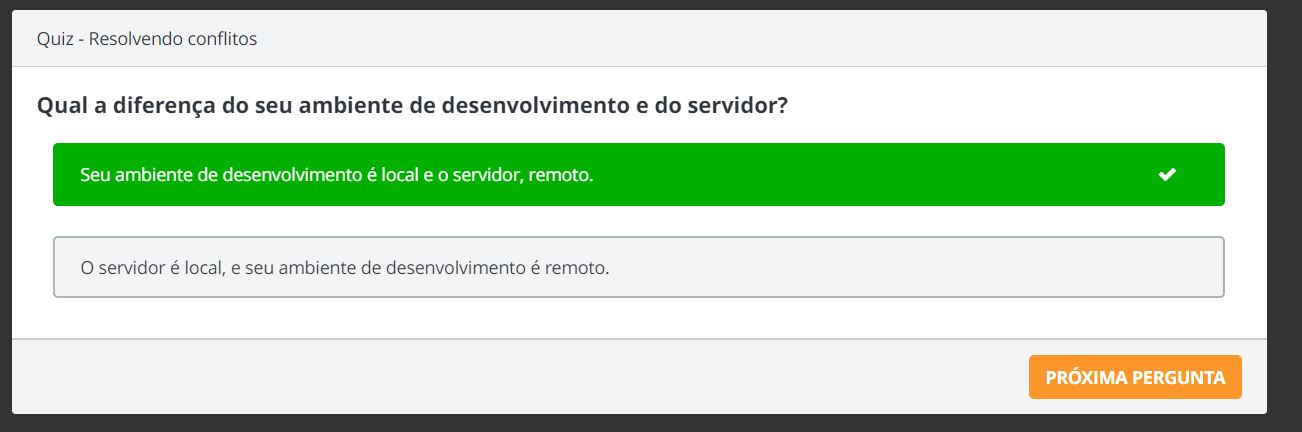 Quiz - Resolvendo conflitos
Qual a diferença do seu ambiente de desenvolvimento e do servidor?
Seu ambiente de desenvolvimento é local e o servidor, remoto.
O servidor é local, e seu ambiente de desenvolvimento é remoto.
PRÓXIMA PERGUNTA